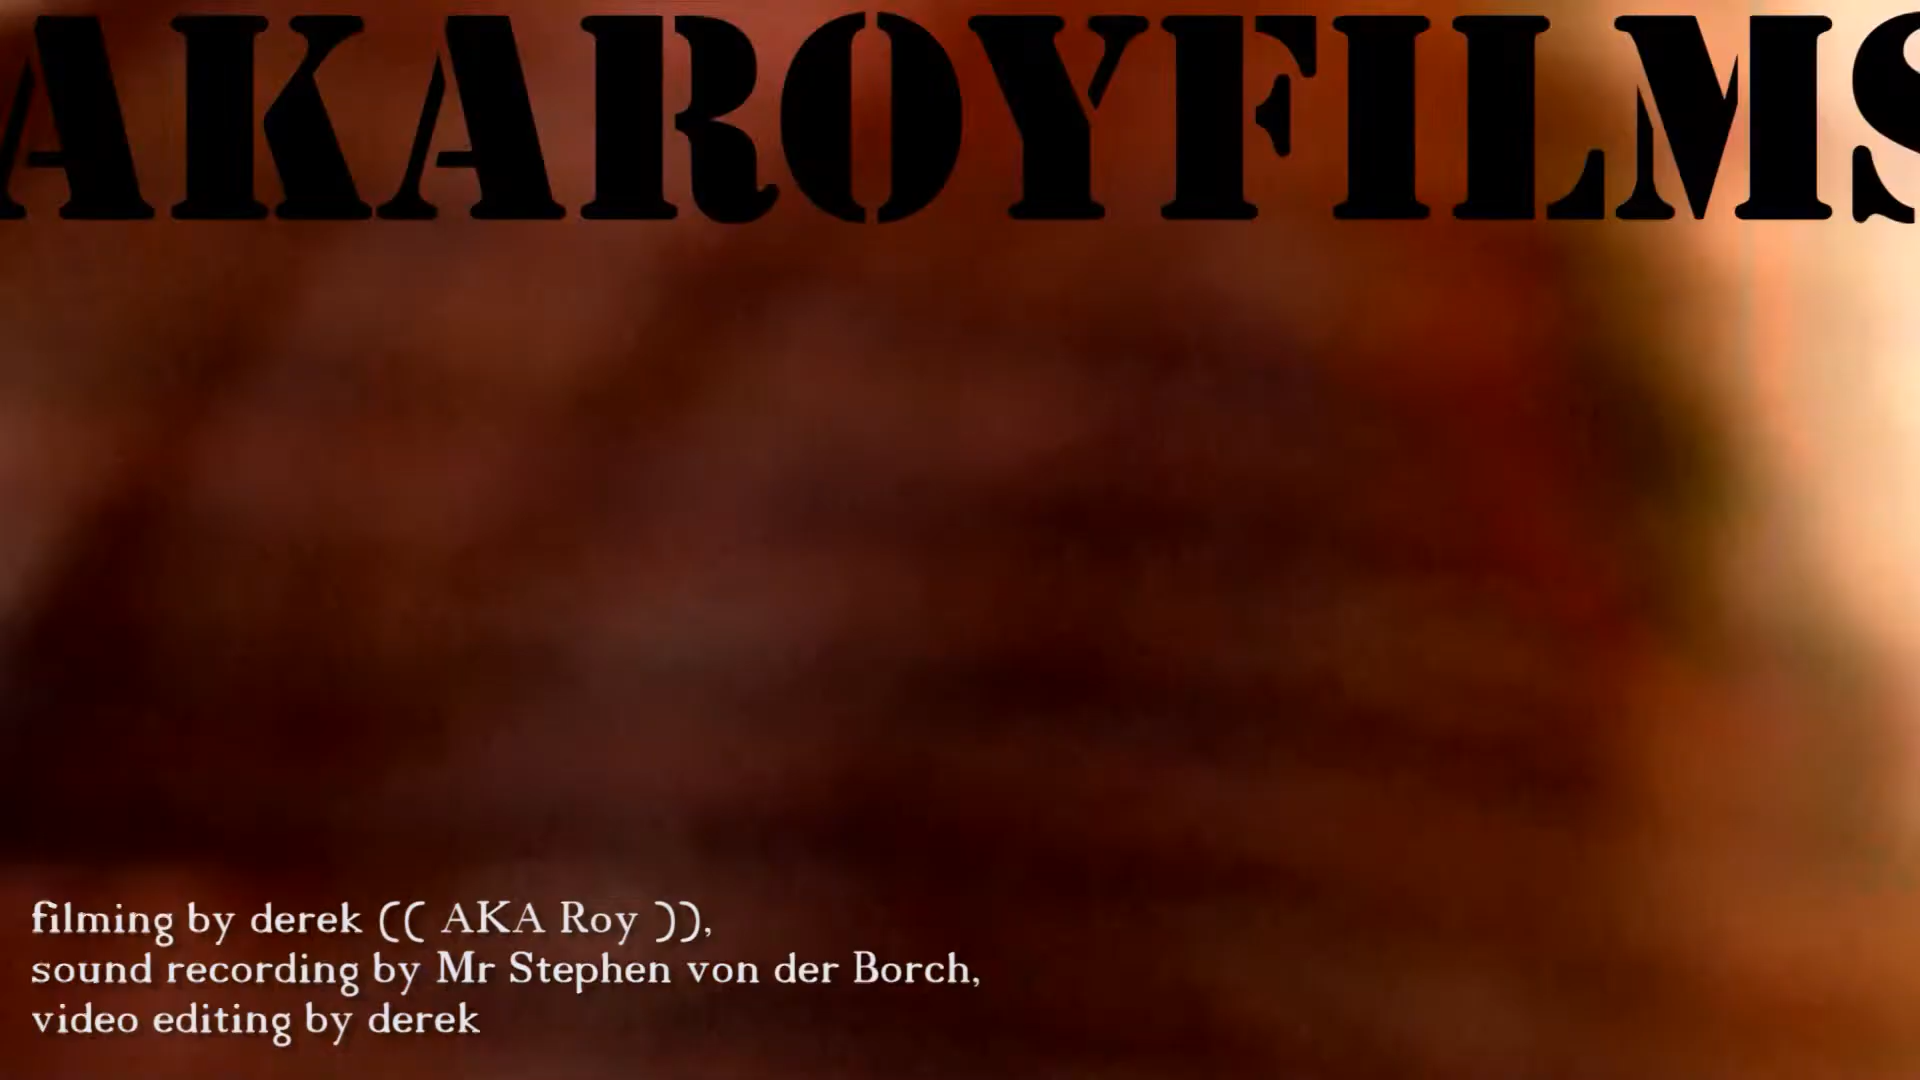 AKAROYFILMS
filming by derek (( AKA Roy )),
sound recording by Mr Stephen von der Borch,
video editing by derek